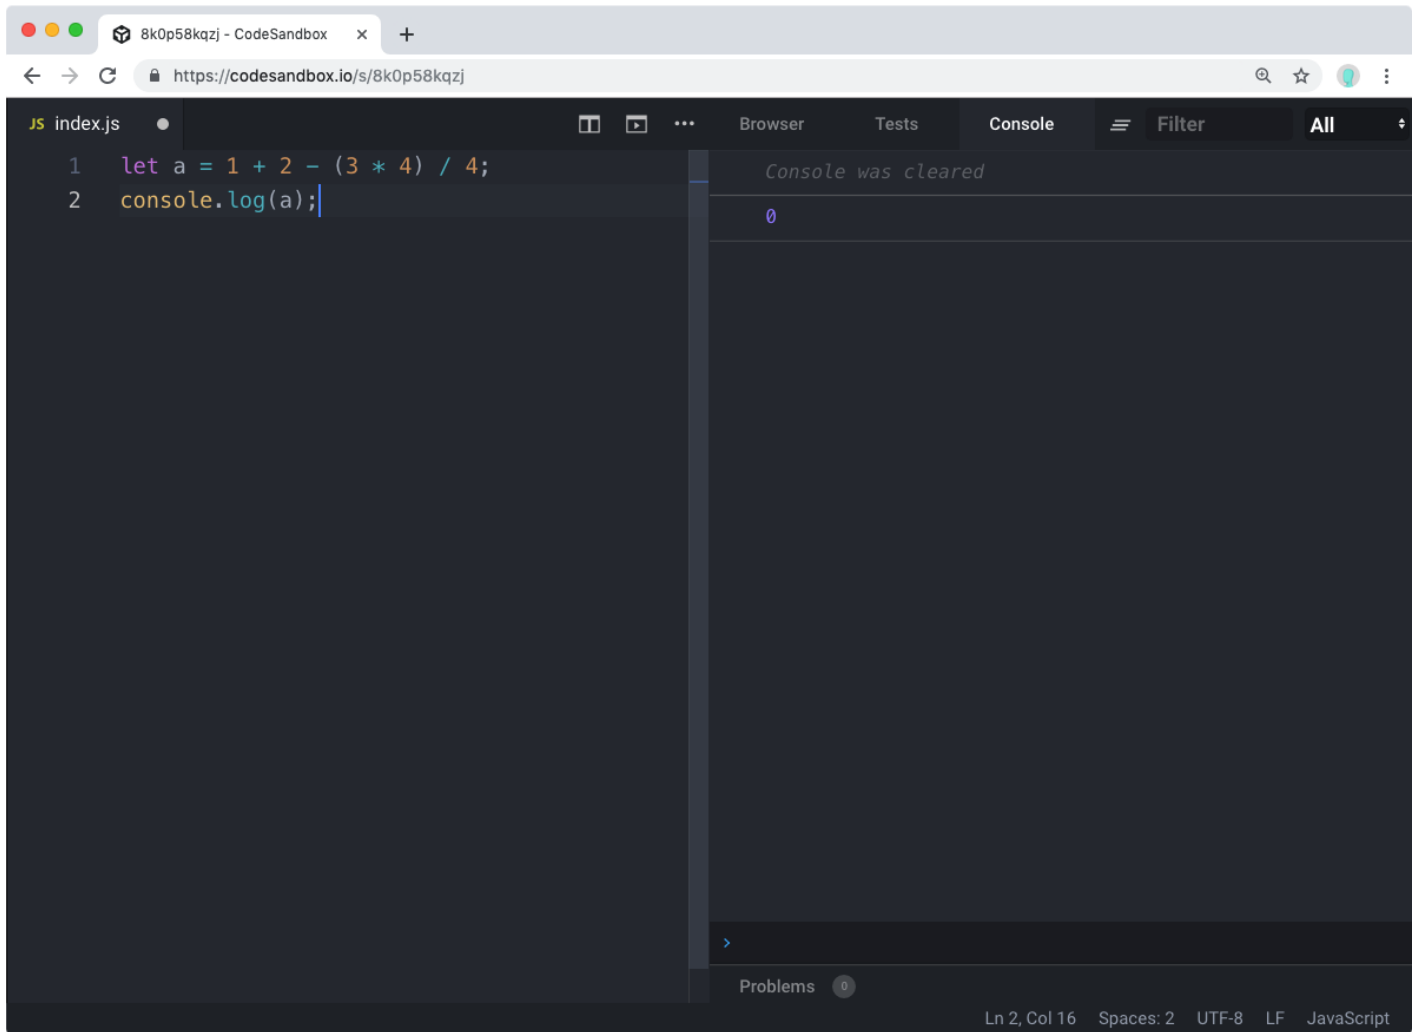 8k0p58kqzj - CodeSandbox
https://codesandbox.io/s/8k0p58kqzj
JS index.js
Browser Tests Console Filter All
1 let a = 1 + 2 - (3 * 4) / 4;
2 console.log(a);
Console was cleared
0
Problems 0
Ln 2, Col 16 Spaces: 2 UTF-8 LF JavaScript